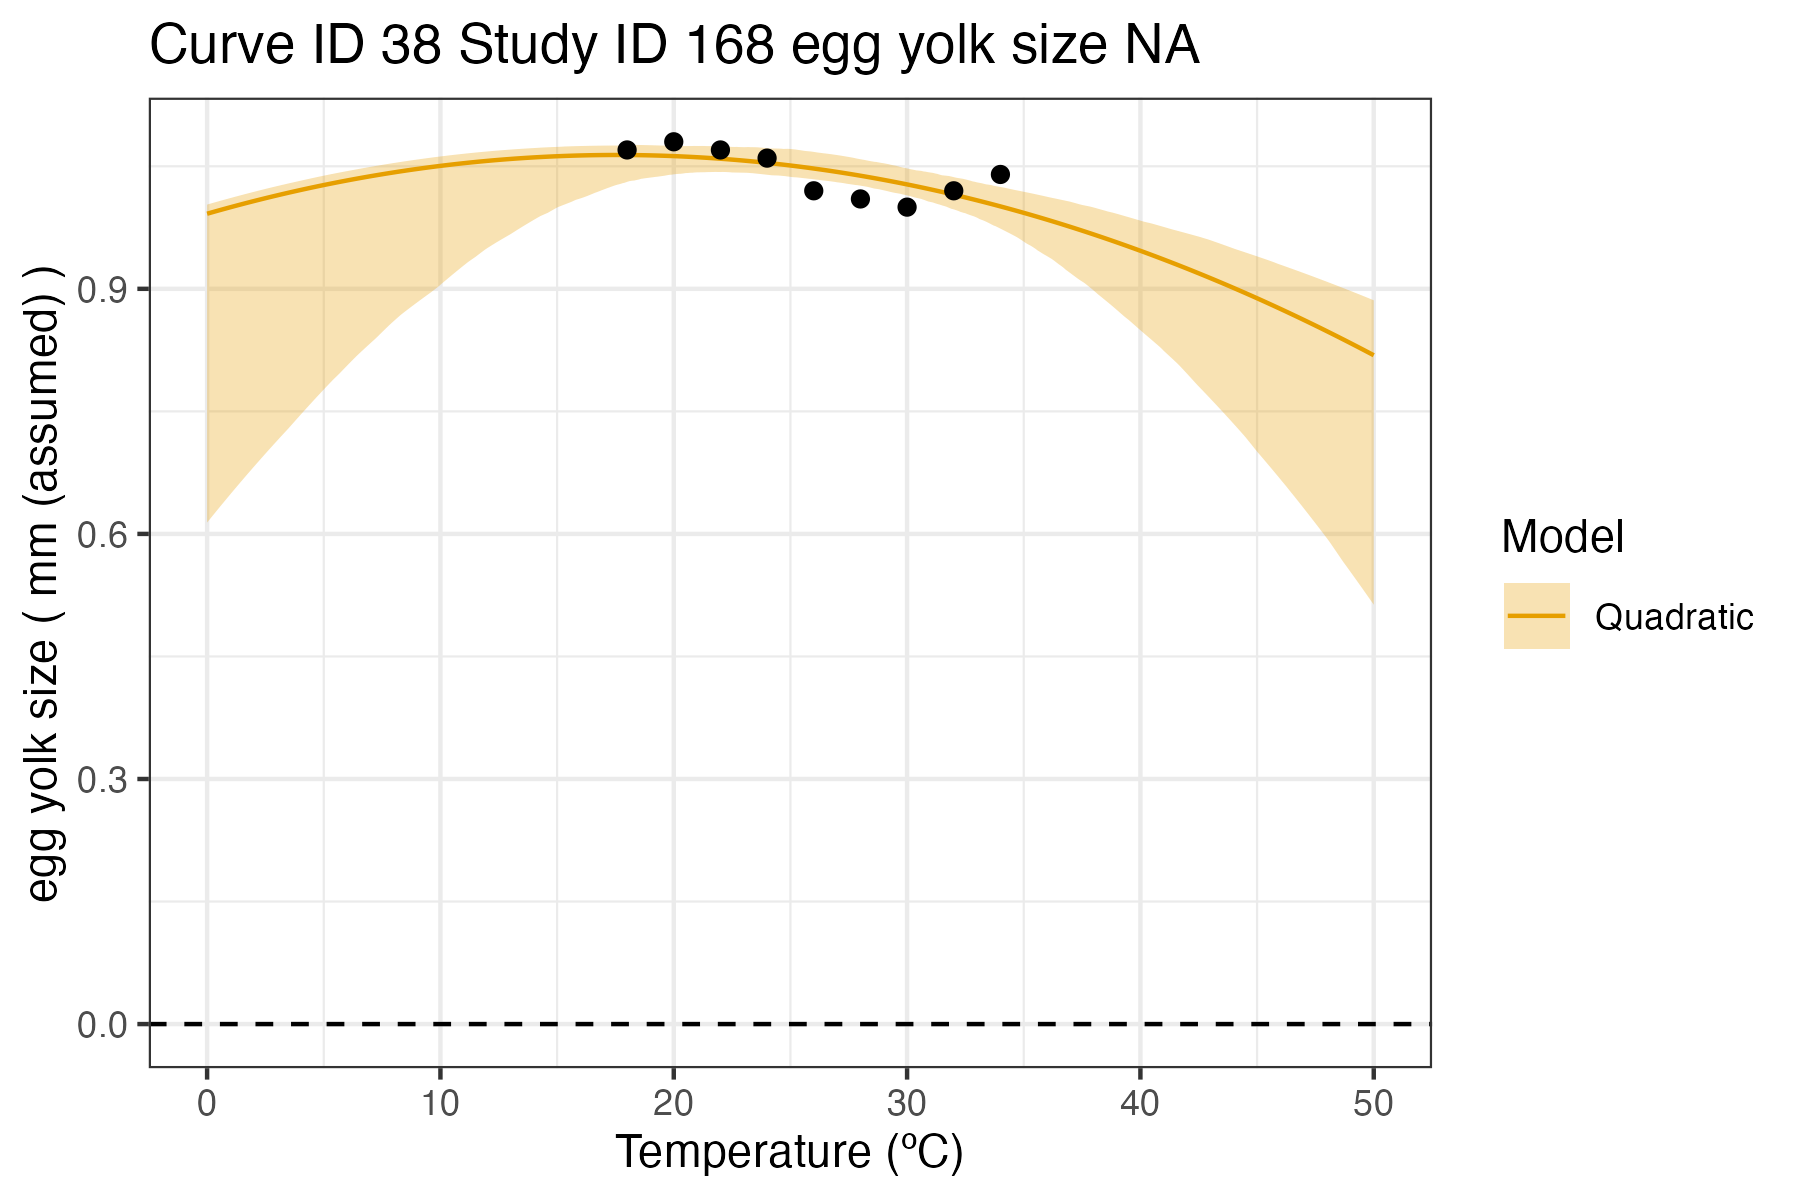 Curve ID 38 Study ID 168 egg yolk size NA
egg yolk size ( mm (assumed) )
0.9
0.6
0.3
0.0
0 10 20 30 40 50
Temperature (ºC)
Model
Quadratic